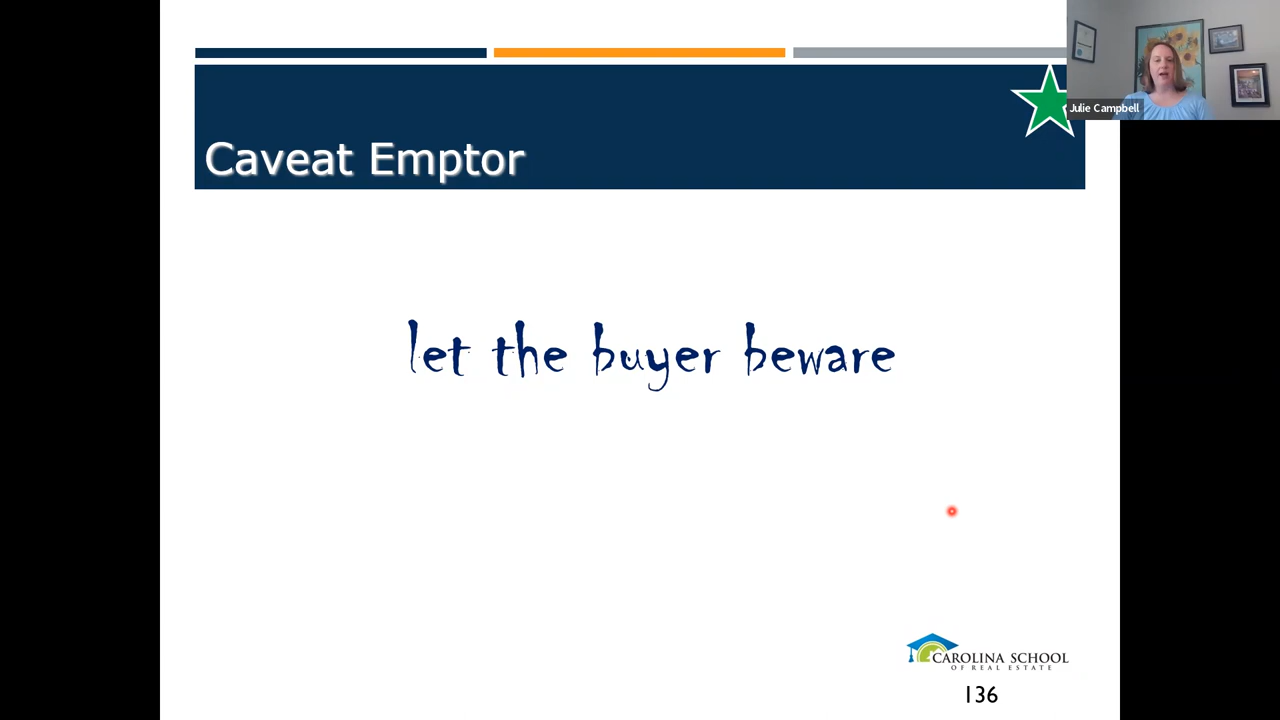 Julie Campbell
Caveat Emptor
let the buyer beware
CAROLINA SCHOOL
OF REAL ESTATE
136